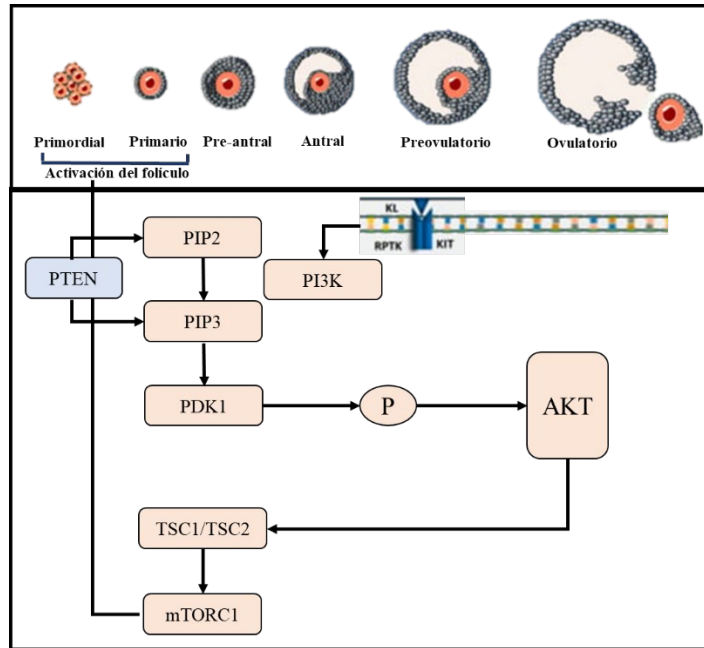 Primordial
Primario
Pre-antral
Antral
Preovulatorio
Ovulatorio
Activación del folículo
KL
RPTK
KIT
PIP2
PTEN
PI3K
PIP3
PDK1
P
AKT
TSC1/TSC2
mTORC1